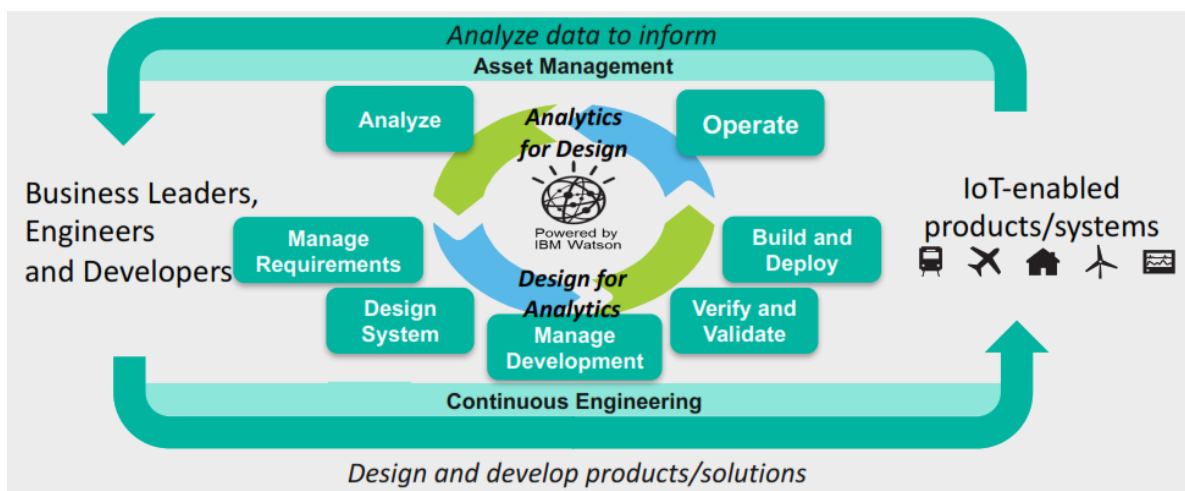 Analyze data to inform
Asset Management
Analyze
Analytics
for Design
Operate
Business Leaders,
Engineers
and Developers
Powered by
IBM Watson
IoT-enabled
products/systems
Manage
Requirements
Build and
Deploy
Design for
Analytics
Design
System
Manage
Development
Verify and
Validate
Continuous Engineering
Design and develop products/solutions